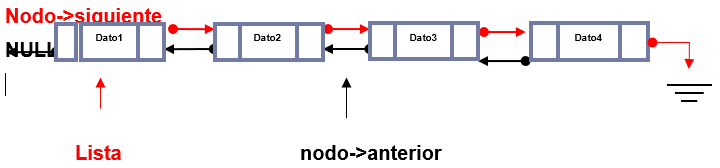 Nodo->siguiente
NULL
Dato1
Dato2
Dato3
Dato4
Lista
nodo->anterior